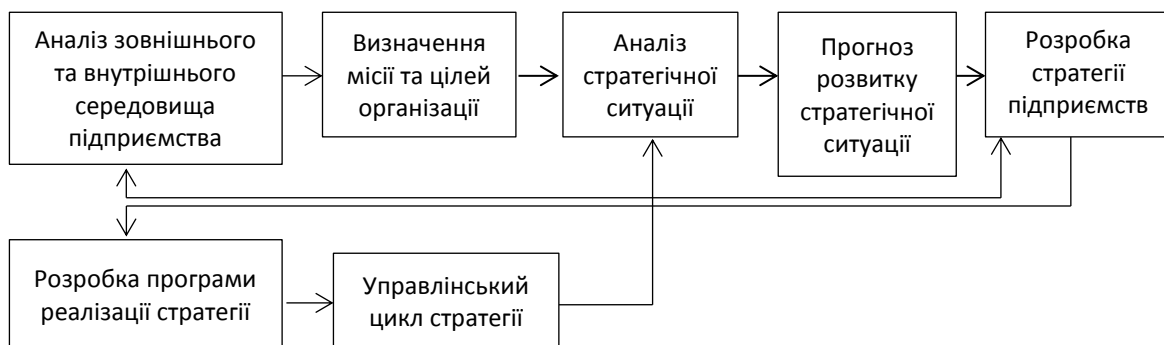 Аналіз зовнішнього
та внутрішнього
середовища
підприємства
Визначення
місії та цілей
організації
Аналіз
стратегічної
ситуації
Прогноз
розвитку
стратегічної
ситуації
Розробка
стратегії
підприємств
Розробка програми
реалізації стратегії
Управлінський
цикл стратегії